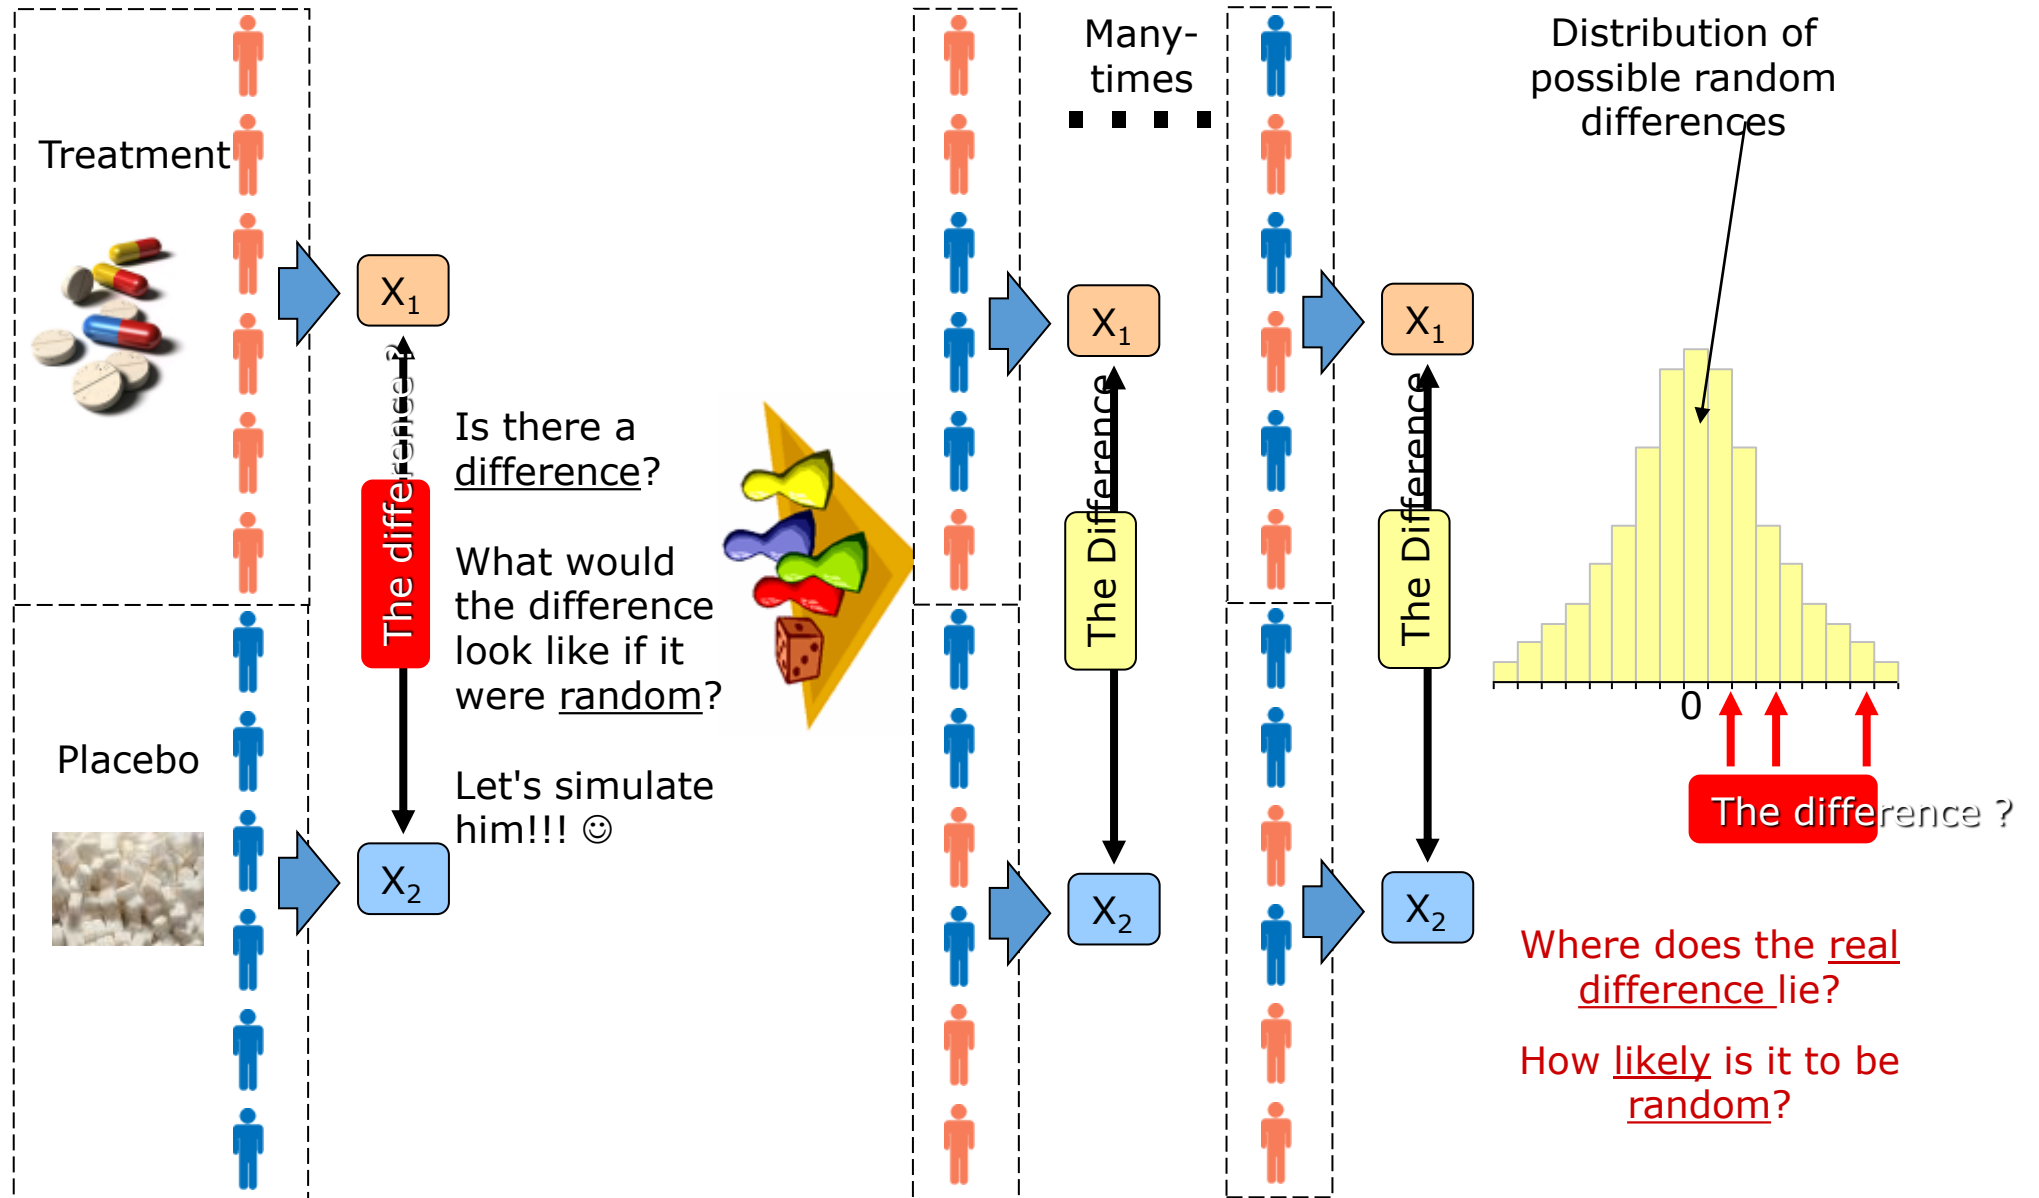 Treatment
Placebo
X1
The difference ?
X2
Is there a
difference?
What would
the difference
look like if it
were random?
Let's simulate
him!!! ☺
Many-
times
X1
The Difference
X2
X1
The Difference
X2
Distribution of
possible random
differences
0
The difference ?
Where does the real
difference lie?
How likely is it to be
random?